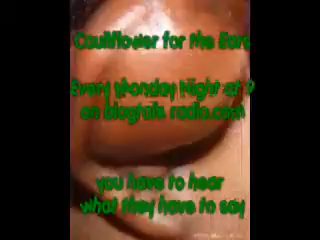 Cauliflower for the Ears
Every Monday Night at 9
on blogtalk radio.com
you have to hear
what they have to say